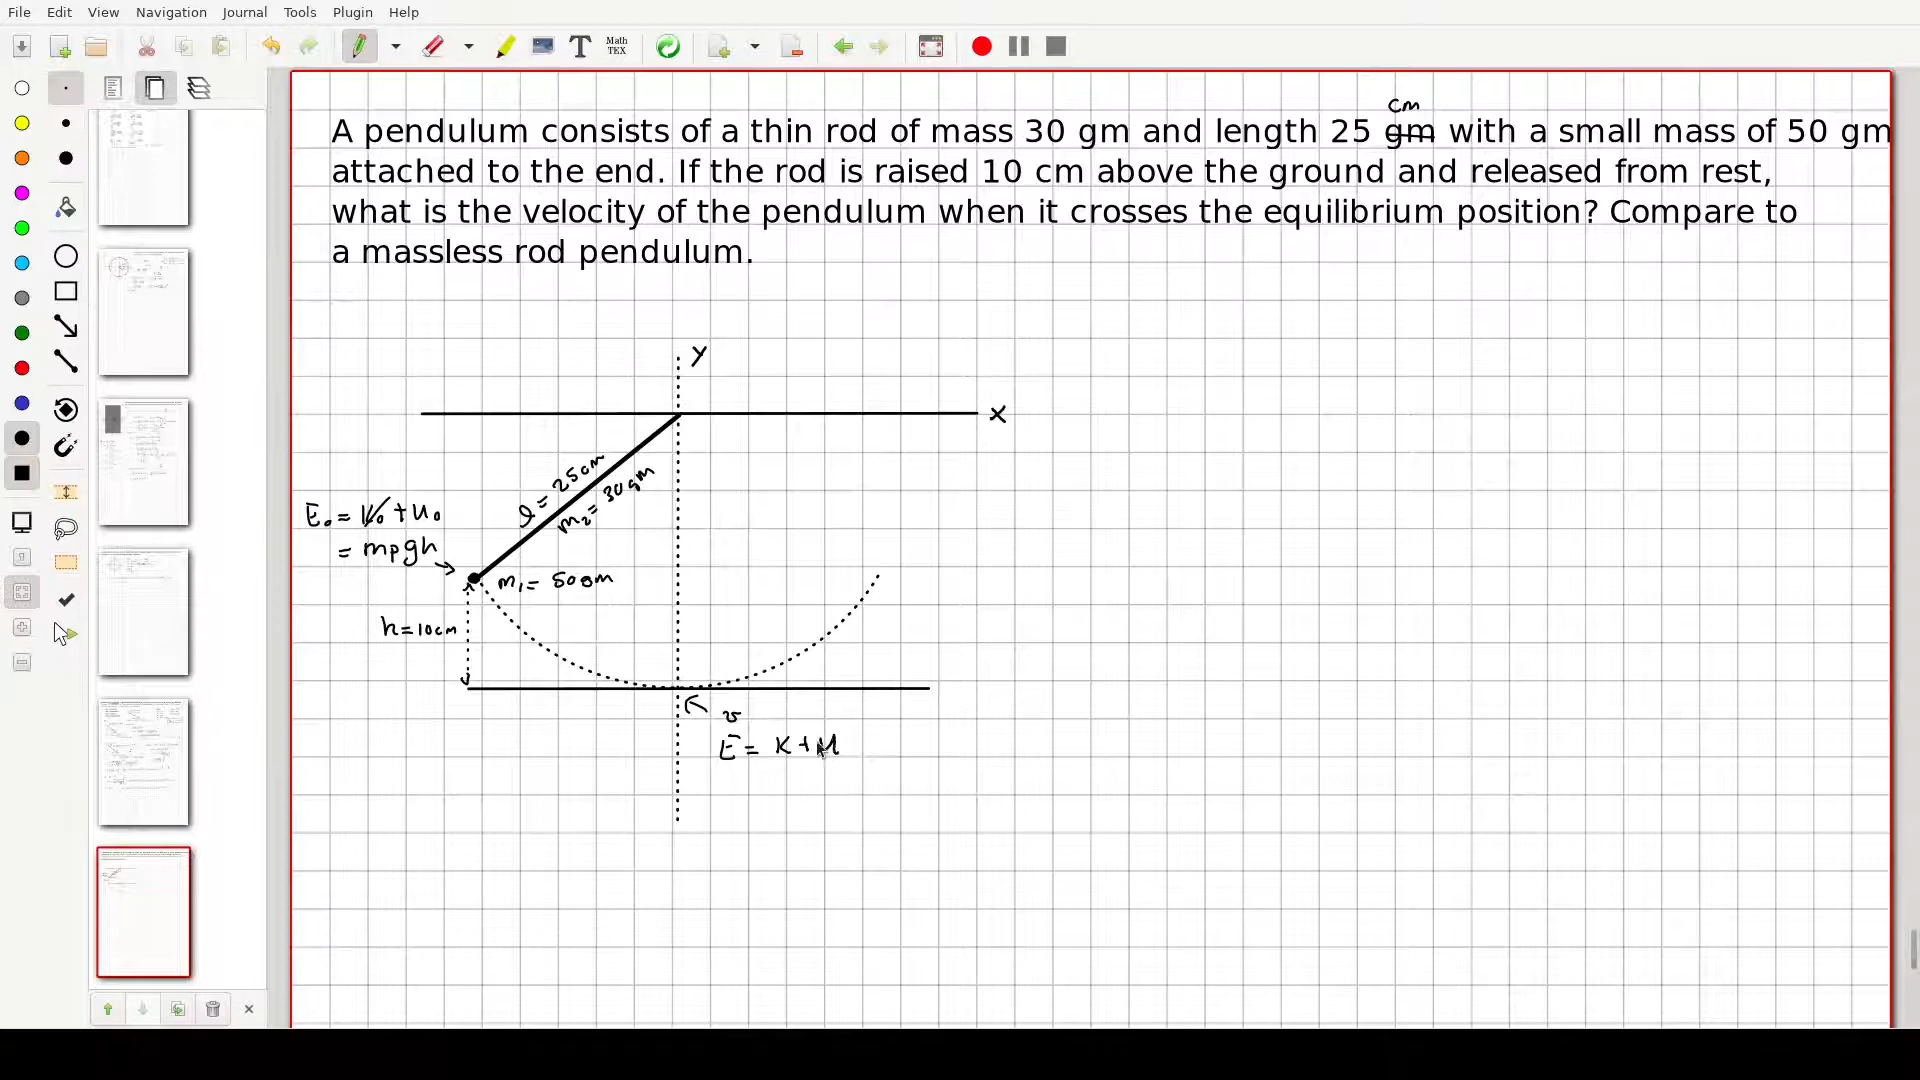 File Edit View Navigation Journal Tools Plugin Help
T Math TEX
cm
A pendulum consists of a thin rod of mass 30 gm and length 25 gm with a small mass of 50 gm
attached to the end. If the rod is raised 10 cm above the ground and released from rest,
what is the velocity of the pendulum when it crosses the equilibrium position? Compare to
a massless rod pendulum.
y
x
l = 25cm
m₂ = 30gm
E₀ = K₀ + U₀
= mpgh
m₁ = 50gm
h = 10cm
v
E = K + U